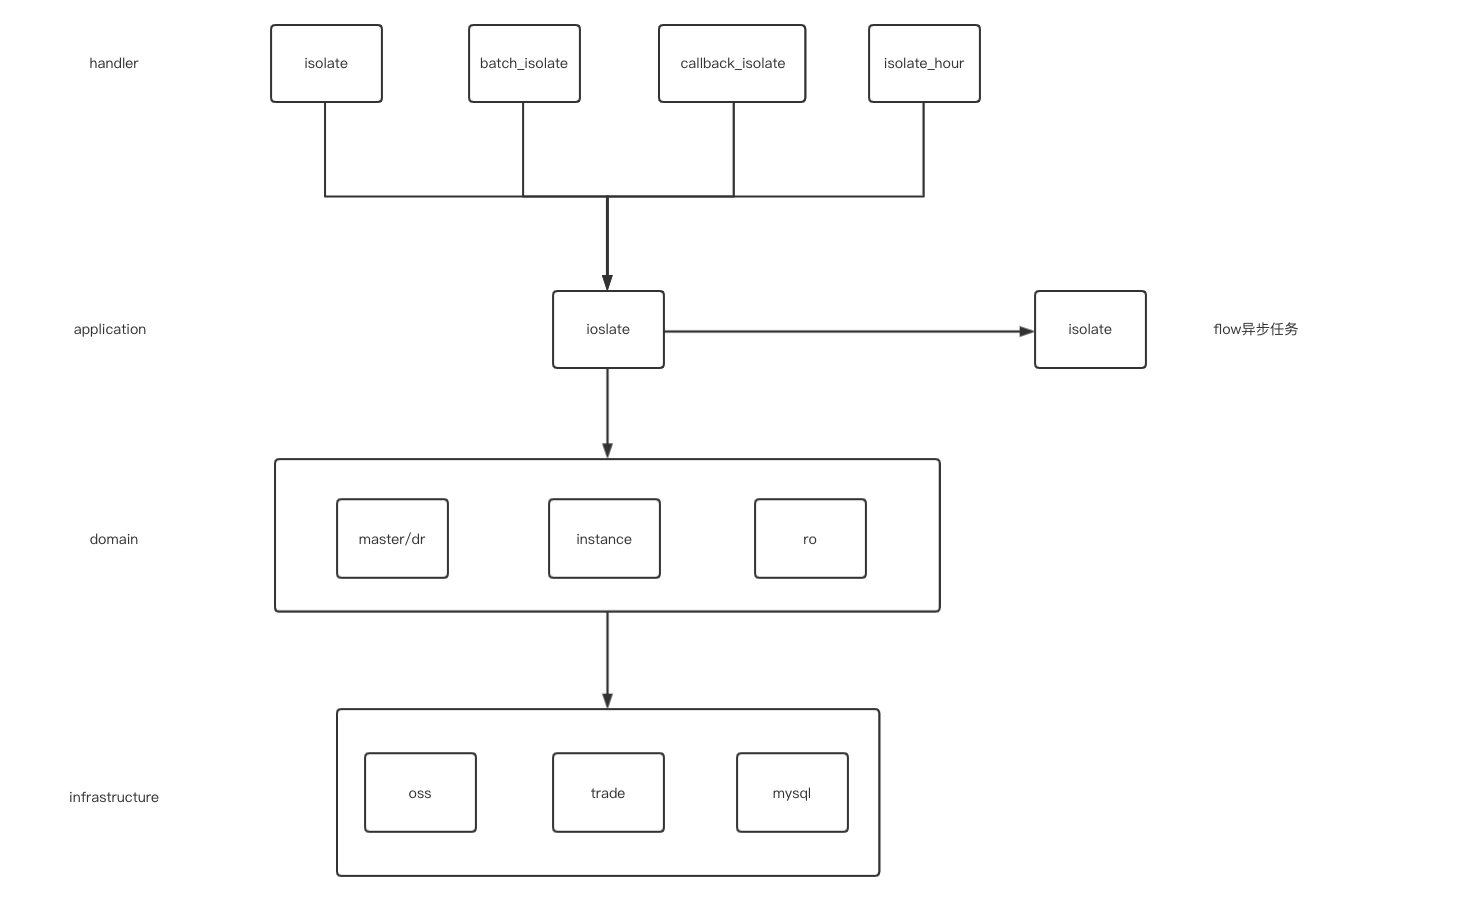 handler
isolate
batch_isolate
callback_isolate
isolate_hour
application
ioslate
isolate
flow异步任务
domain
master/dr
instance
ro
infrastructure
oss
trade
mysql